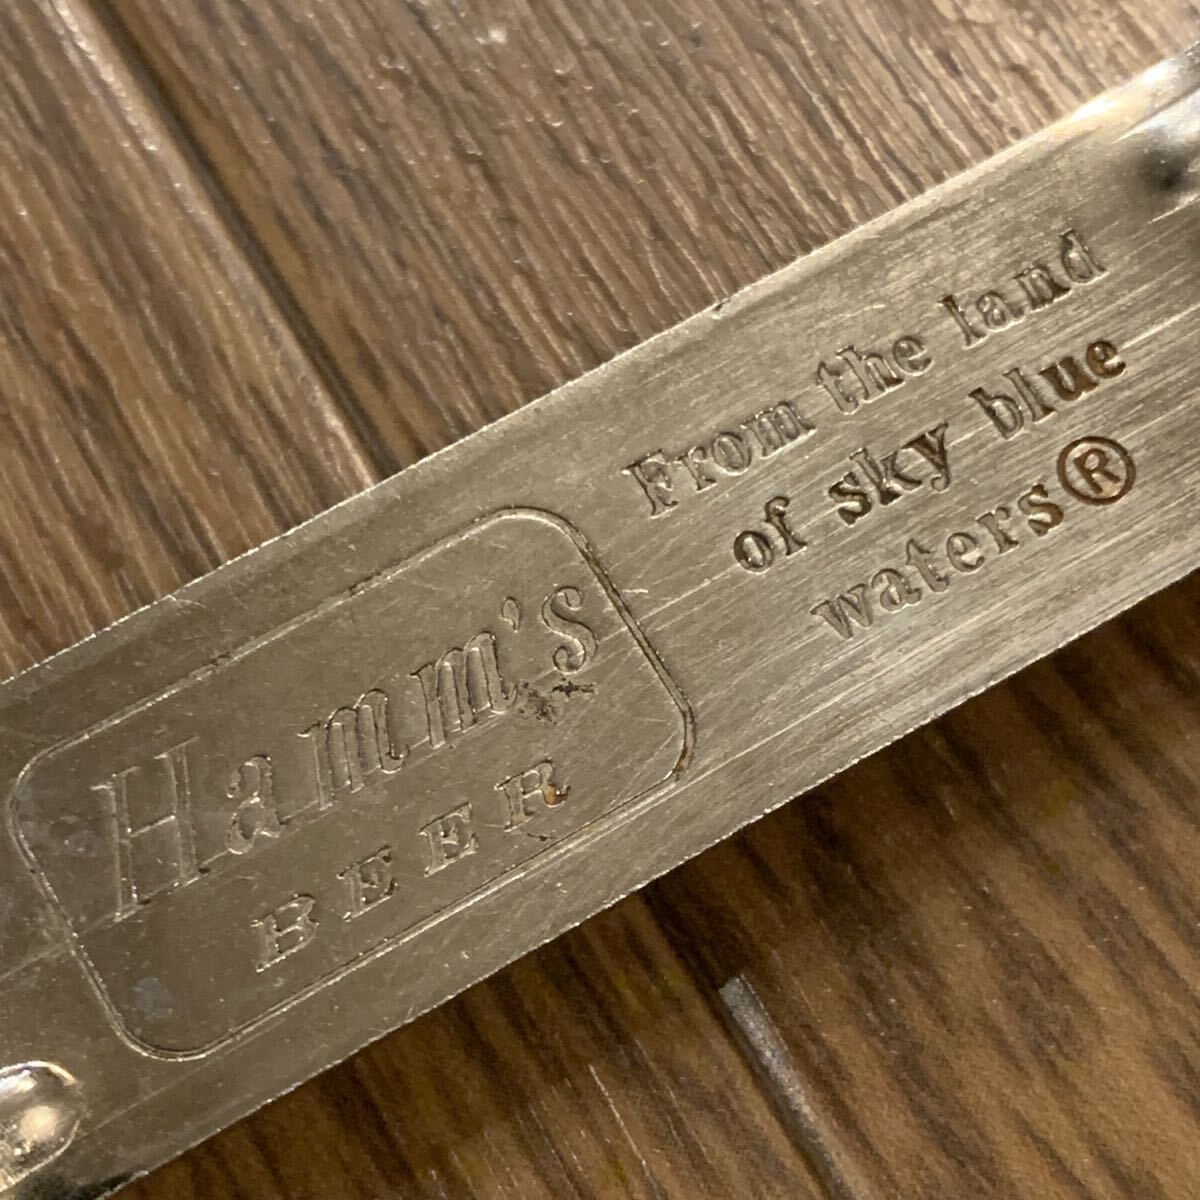 Hamm's
BEER
From the land
of sky blue
waters®